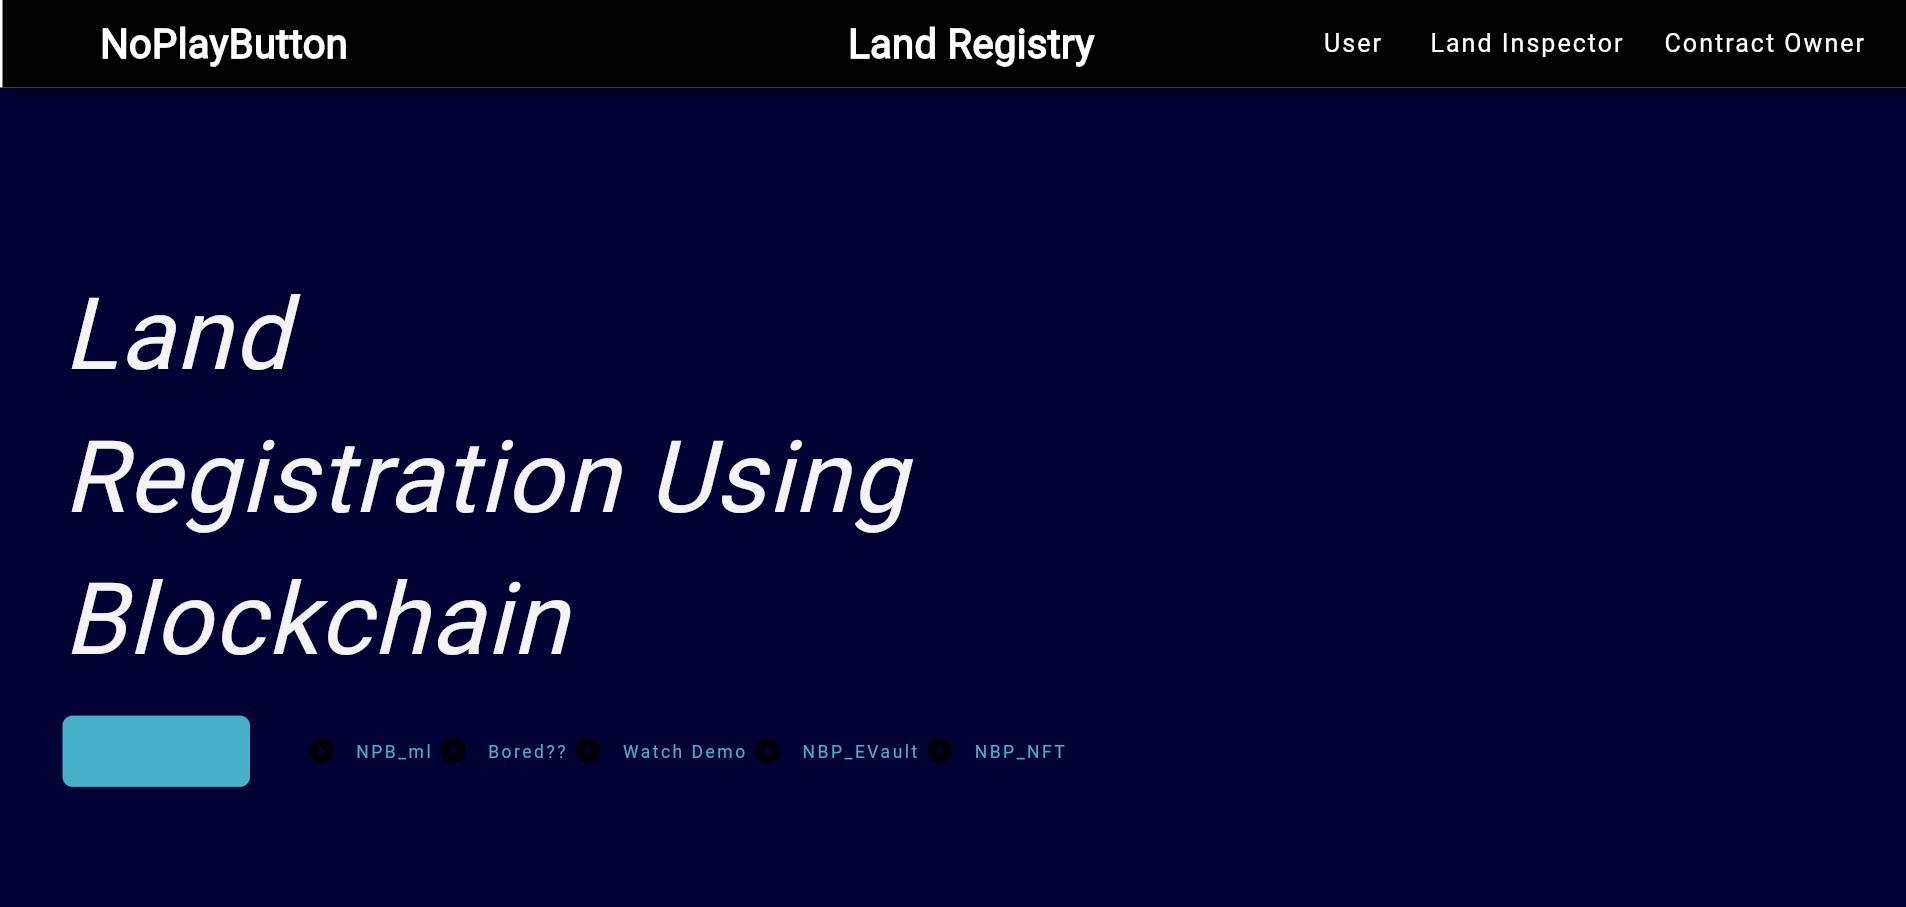 NoPlayButton Land Registry User Land Inspector Contract Owner
Land
Registration Using
Blockchain
NPB_ml Bored?? Watch Demo NBP_EVault NBP_NFT